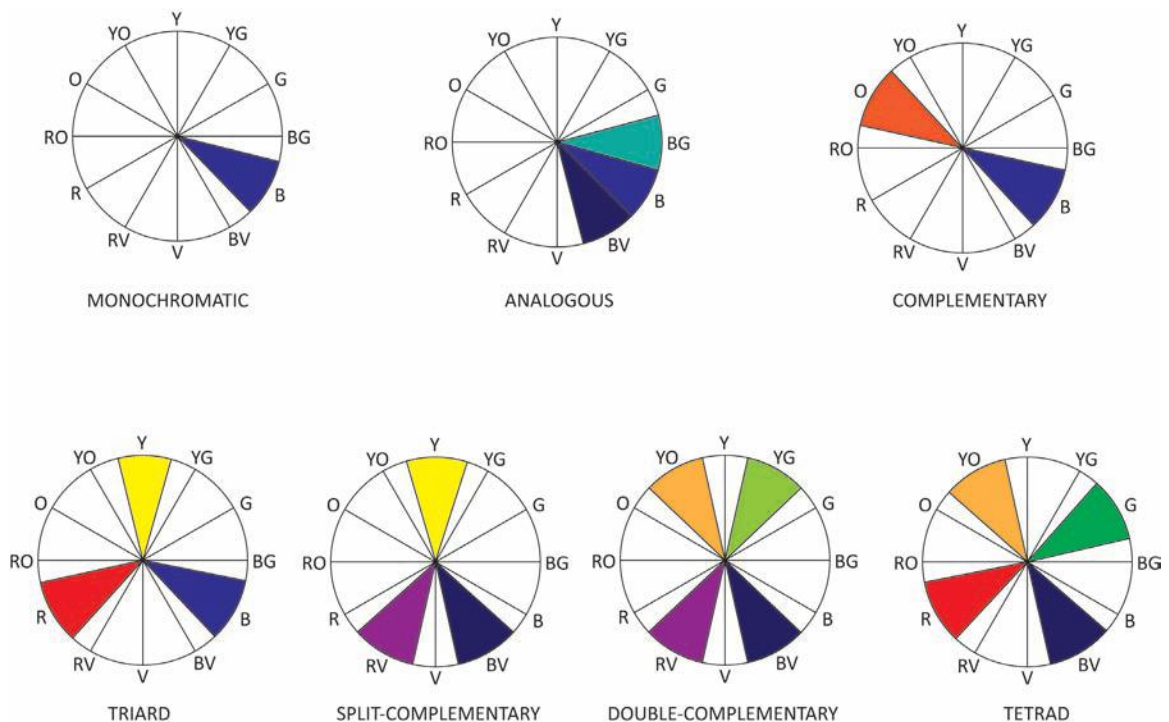 Y
YO YG
O G
RO BG
R B
RV BV
V
MONOCHROMATIC
Y
YO YG
O G
RO BG
R B
RV BV
V
ANALOGOUS
Y
YO YG
O G
RO BG
R B
RV BV
V
COMPLEMENTARY
Y
YO YG
O G
RO BG
R B
RV BV
V
TRIARD
Y
YO YG
O G
RO BG
R B
RV BV
V
SPLIT-COMPLEMENTARY
Y
YO YG
O G
RO BG
R B
RV BV
V
DOUBLE-COMPLEMENTARY
Y
YO YG
O G
RO BG
R B
RV BV
V
TETRAD